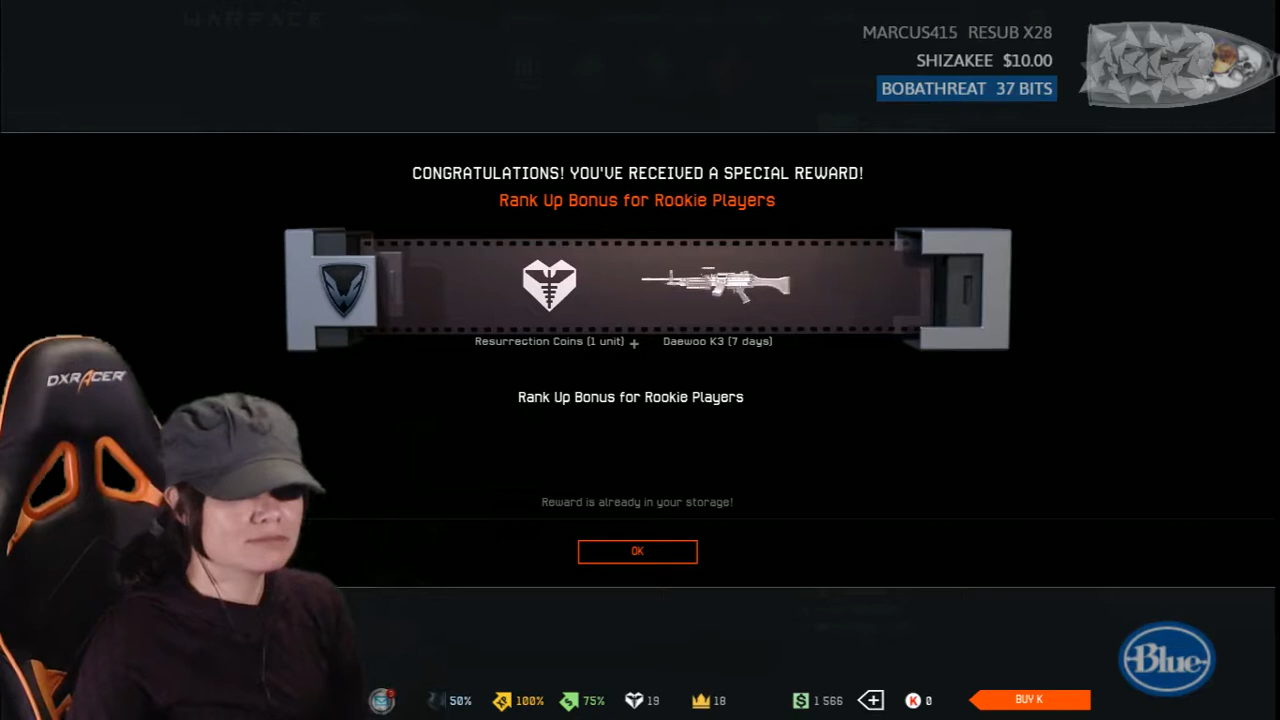 WARFACE
MARCUS415 RESUB X28
SHIZAKEE $10.00
BOBATHREAT 37 BITS
CONGRATULATIONS! YOU'VE RECEIVED A SPECIAL REWARD!
Rank Up Bonus for Rookie Players
Resurrection Coins (1 unit) + Daewoo K3 (7 days)
Rank Up Bonus for Rookie Players
DXRACER
Reward is already in your storage!
OK
Blue
50% 100% 75% 19 18 $ 1 566 + K 0 BUY K